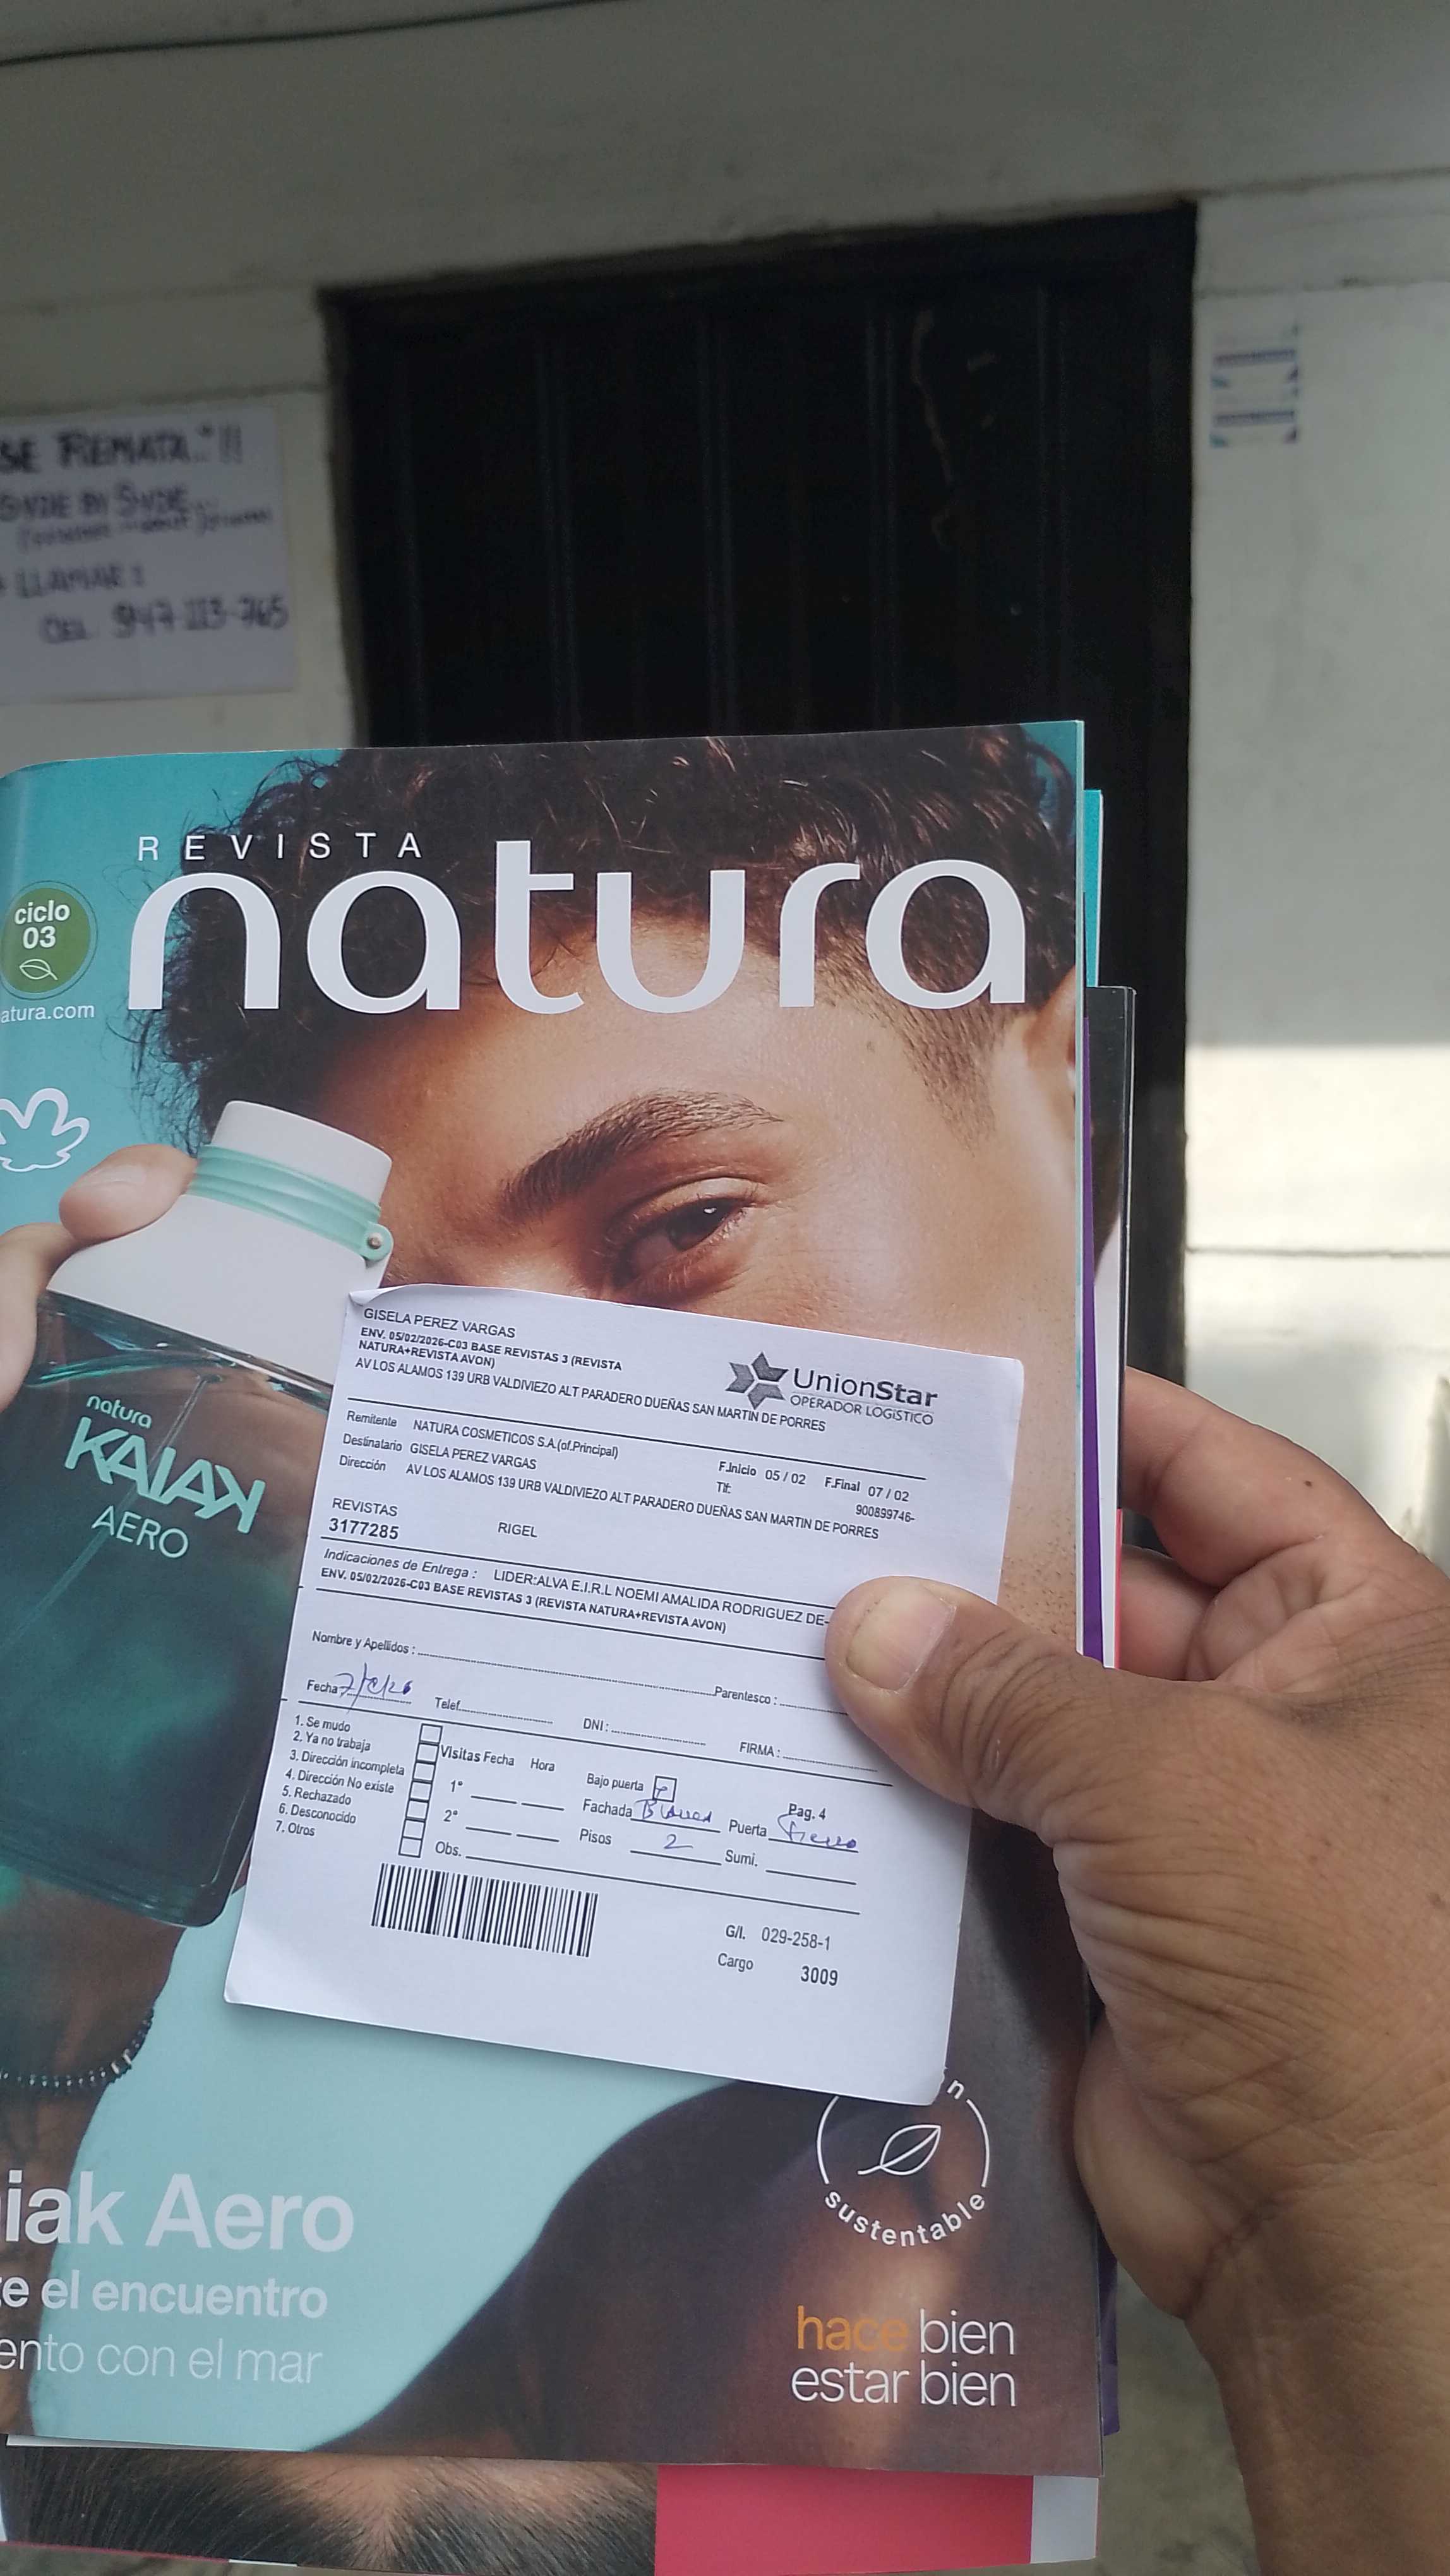 SE REMATA."!!
SYDE BY SYDE
LLAMAR:
CEL. 947-113-765
REVISTA
natura
ciclo
03
atura.com
natura
KAIAK
AERO
GISELA PEREZ VARGAS
ENV. 05/02/2026-C03 BASE REVISTAS 3 (REVISTA
NATURA+REVISTA AVON)
AV LOS ALAMOS 139 URB VALDIVIEZO ALT PARADERO DUEÑAS SAN MARTIN DE PORRES
UnionStar
OPERADOR LOGíSTICO
Remitente NATURA COSMETICOS S.A.(of.Principal)
F.Inicio 05 / 02 F.Final 07 / 02
Destinatario GISELA PEREZ VARGAS
Tlf: 900899746-
Dirección AV LOS ALAMOS 139 URB VALDIVIEZO ALT PARADERO DUEÑAS SAN MARTIN DE PORRES
REVISTAS
3177285 RIGEL
Indicaciones de Entrega : LIDER:ALVA E.I.R.L NOEMI AMALIDA RODRIGUEZ DE-
ENV. 05/02/2026-C03 BASE REVISTAS 3 (REVISTA NATURA+REVISTA AVON)
Nombre y Apellidos : Parentesco :
Fecha Telef. DNI : FIRMA :
1. Se mudo
2. Ya no trabaja
3. Dirección incompleta
4. Dirección No existe
5. Rechazado
6. Desconocido
7. Otros
Visitas Fecha Hora
1°
2°
Obs.
Bajo puerta
Pag. 4
Fachada Blanca Puerta Fierro
Pisos 2 Sumi.
G/I. 029-258-1
Cargo 3009
n
sustentable
iak Aero
te el encuentro
ento con el mar
hace bien
estar bien